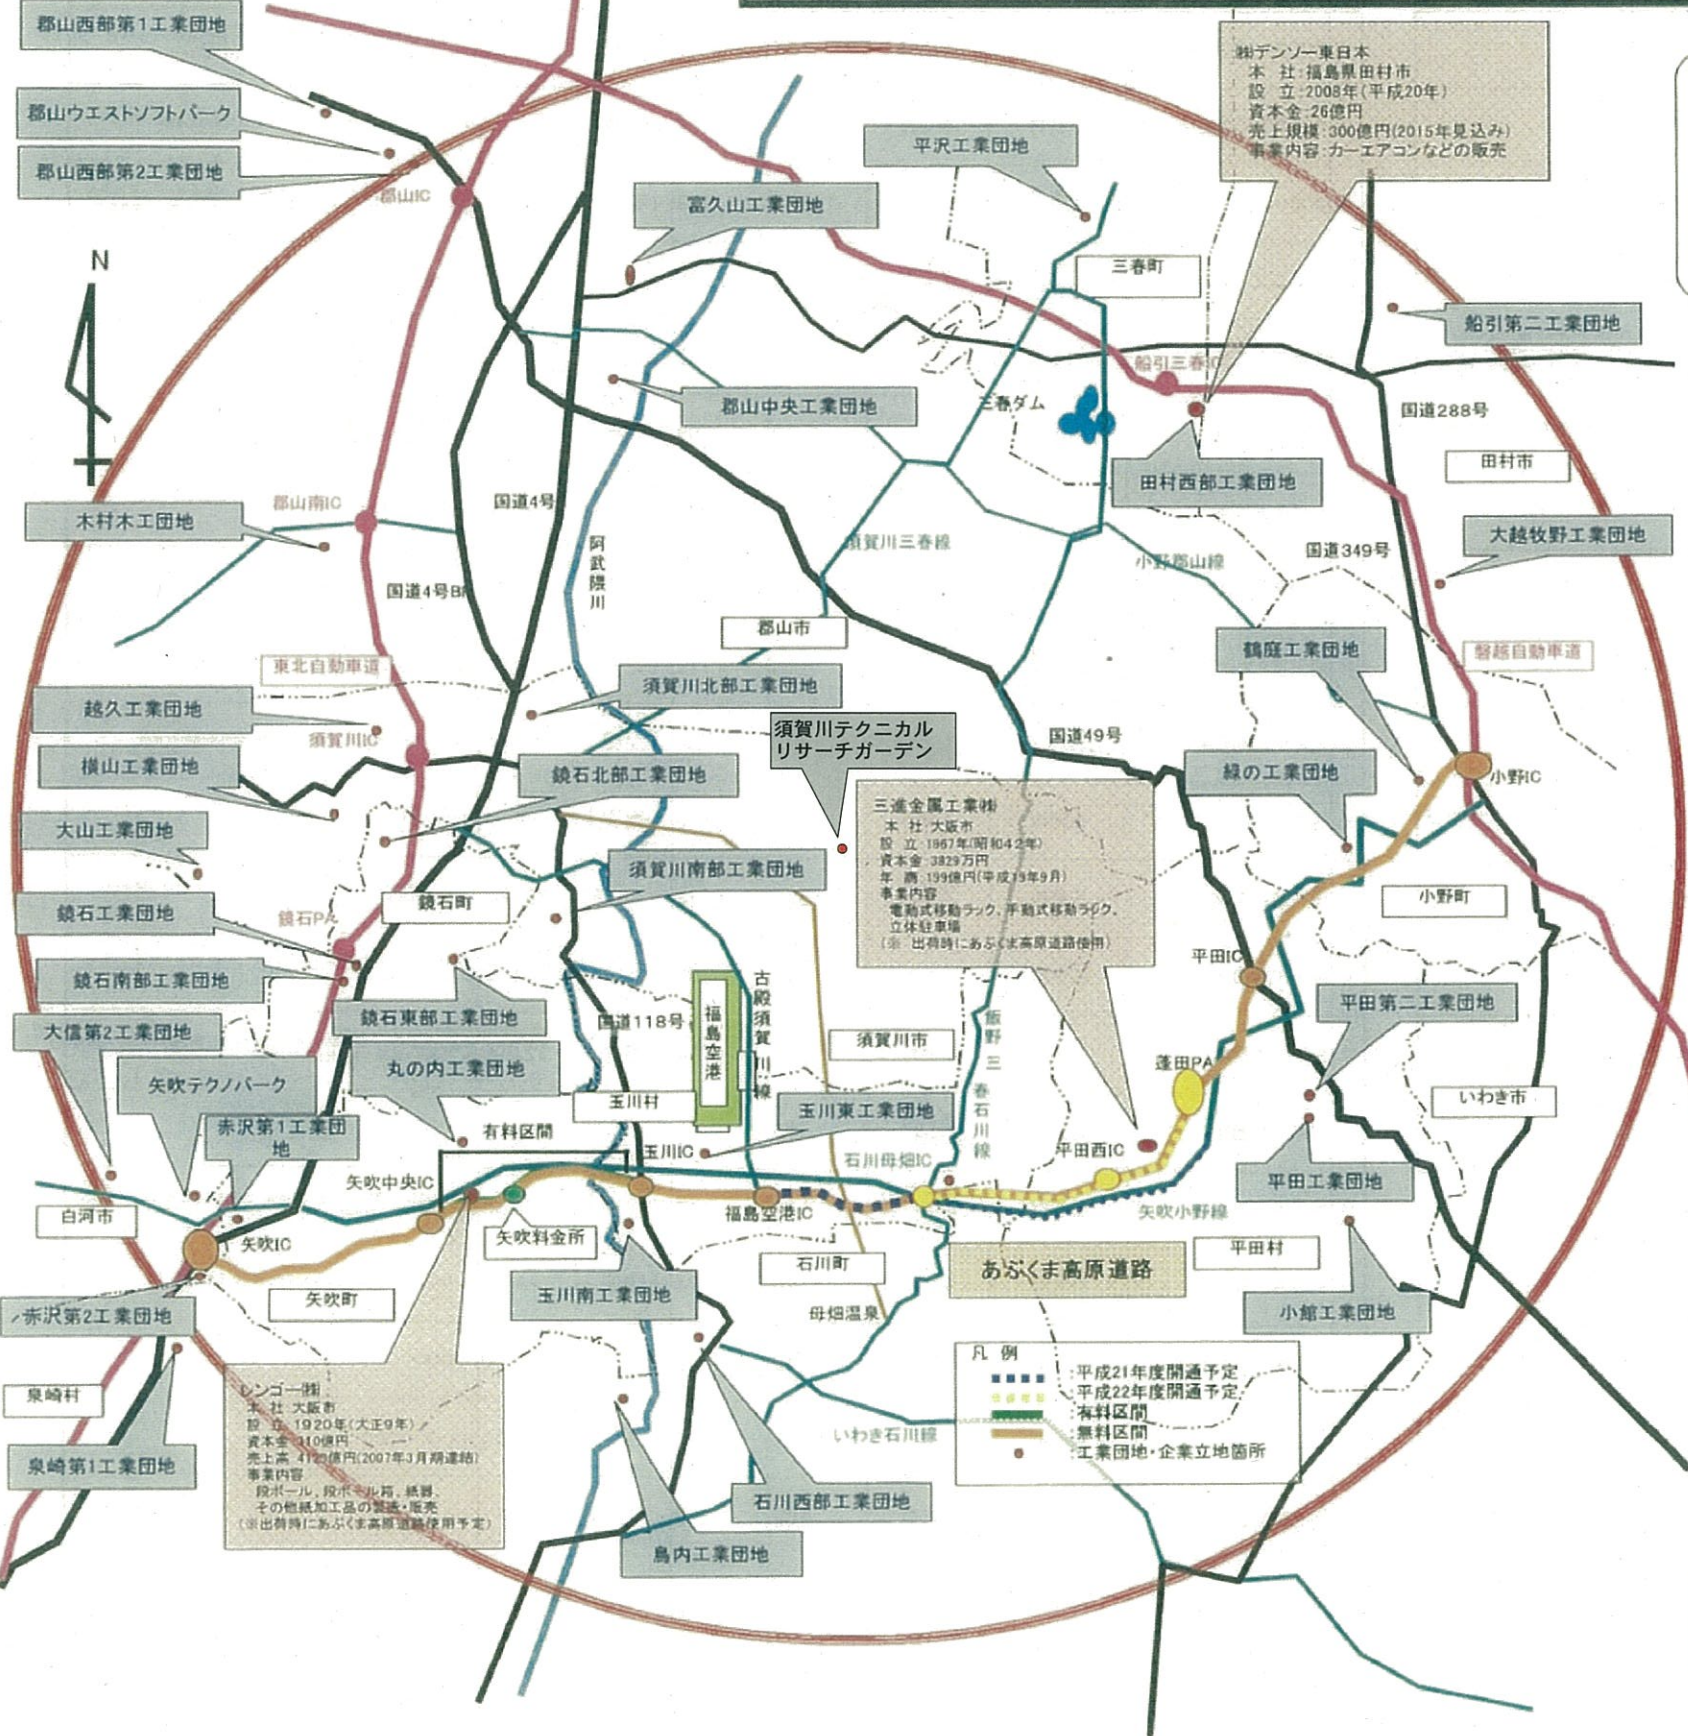 郡山西部第1工業団地
郡山ウエストソフトパーク
郡山西部第2工業団地
郡山IC
富久山工業団地
平沢工業団地
㈱デンソー東日本
本 社:福島県田村市
設 立:2008年(平成20年)
資本金:26億円
売上規模:300億円(2015年見込み)
事業内容:カーエアコンなどの販売
三春町
船引第二工業団地
船引三春IC
N
郡山中央工業団地
三春ダム
国道288号
田村市
田村西部工業団地
郡山南IC
国道4号
木村木工団地
大越牧野工業団地
須賀川三春線
国道349号
小野郡山線
阿武隈川
国道4号BP
郡山市
鶴庭工業団地
磐越自動車道
東北自動車道
須賀川北部工業団地
越久工業団地
須賀川IC
須賀川テクニカル
リサーチガーデン
国道49号
横山工業団地
鏡石北部工業団地
緑の工業団地
小野IC
三進金属工業㈱
本 社:大阪市
設 立:1967年(昭和42年)
資本金:3829万円
年 商:199億円(平成19年9月)
事業内容
電動式移動ラック、手動式移動ラック、
立体駐車場
(※ 出荷時にあぶくま高原道路使用)
大山工業団地
須賀川南部工業団地
鏡石町
小野町
鏡石工業団地
鏡石PA
平田IC
鏡石南部工業団地
古殿須賀川線
福島空港
平田第二工業団地
鏡石東部工業団地
国道118号
飯野三春石川線
大信第2工業団地
須賀川市
蓬田PA
丸の内工業団地
矢吹テクノパーク
玉川村
玉川東工業団地
いわき市
赤沢第1工業団
地
有料区間
玉川IC
石川母畑IC
平田西IC
矢吹中央IC
平田工業団地
白河市
福島空港IC
矢吹小野線
矢吹IC
矢吹料金所
石川町
あぶくま高原道路
平田村
玉川南工業団地
矢吹町
赤沢第2工業団地
母畑温泉
小館工業団地
凡 例
平成21年度開通予定
平成22年度開通予定
有料区間
無料区間
工業団地・企業立地箇所
泉崎村
レンゴー㈱
本 社:大阪市
設 立:1920年(大正9年)
資本金:310億円
事業内容
段ボール、段ボール箱、紙器、
その他紙加工品の製造・販売
(※出荷時にあぶくま高原道路使用予定)
いわき石川線
泉崎第1工業団地
石川西部工業団地
鳥内工業団地